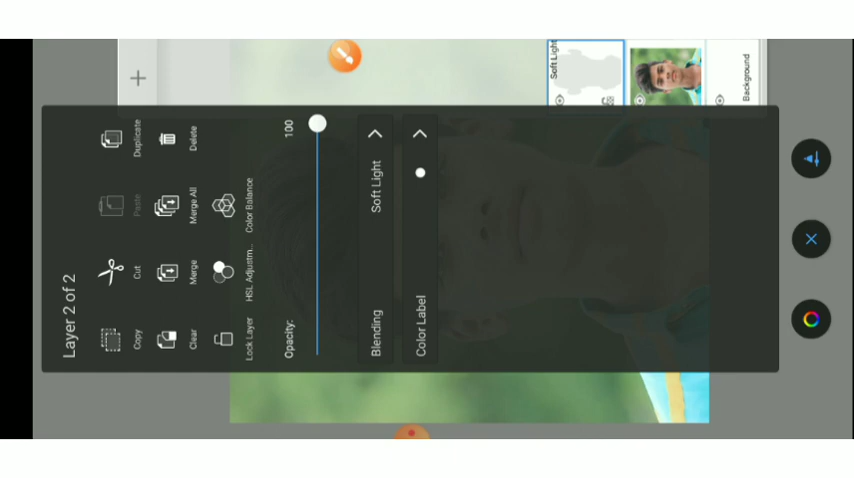 Layer 2 of 2
Copy
Cut
Paste
Duplicate
Clear
Merge
Merge All
Delete
Lock Layer
HSL Adjustm..
Color Balance
Opacity:
100
Blending
Soft Light
Color Label
Soft Light
Background